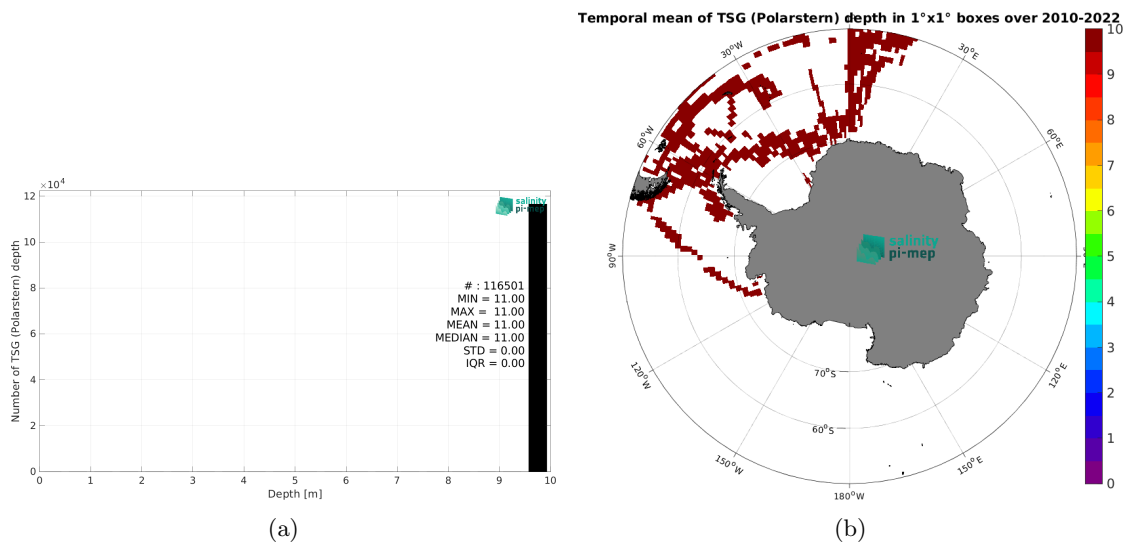 Temporal mean of TSG (Polarstern) depth in 1°x1° boxes over 2010-2022
×10⁴
12
10
8
6
4
2
0
Number of TSG (Polarstern) depth
0 1 2 3 4 5 6 7 8 9 10
Depth [m]
salinity
pi-mep
# : 116501
MIN = 11.00
MAX = 11.00
MEAN = 11.00
MEDIAN = 11.00
STD = 0.00
IQR = 0.00
(a)
30°W
30°E
60°W
60°E
90°W
120°W
120°E
150°W
150°E
180°W
70°S
60°S
salinity
pi-mep
10
9
8
7
6
5
4
3
2
1
0
(b)